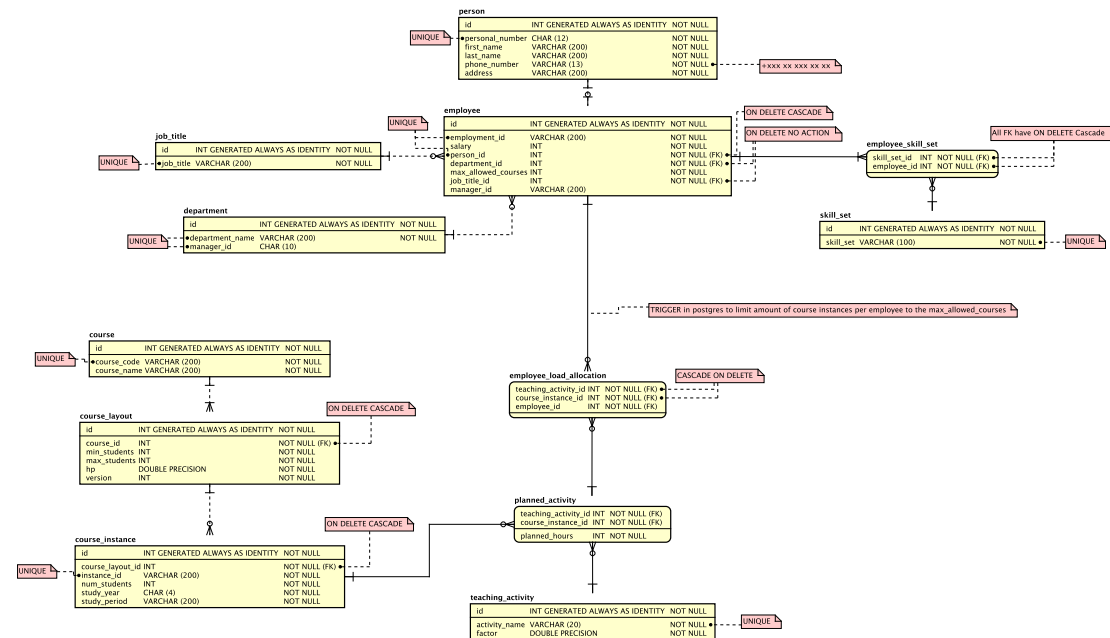 person
id INT GENERATED ALWAYS AS IDENTITY NOT NULL
UNIQUE
personal_number CHAR (12) NOT NULL
first_name VARCHAR (200) NOT NULL
last_name VARCHAR (200) NOT NULL
phone_number VARCHAR (13) NOT NULL
address VARCHAR (200) NOT NULL
+xxx xx xxx xx xx
employee
id INT GENERATED ALWAYS AS IDENTITY NOT NULL
UNIQUE
employment_id VARCHAR (200) NOT NULL
salary INT NOT NULL
person_id INT NOT NULL (FK)
department_id INT NOT NULL (FK)
max_allowed_courses INT NOT NULL
job_title_id INT NOT NULL (FK)
manager_id VARCHAR (200)
ON DELETE CASCADE
ON DELETE NO ACTION
All FK have ON DELETE Cascade
job_title
id INT GENERATED ALWAYS AS IDENTITY NOT NULL
UNIQUE
job_title VARCHAR (200) NOT NULL
employee_skill_set
skill_set_id INT NOT NULL (FK)
employee_id INT NOT NULL (FK)
department
id INT GENERATED ALWAYS AS IDENTITY NOT NULL
UNIQUE
department_name VARCHAR (200) NOT NULL
manager_id CHAR (10)
skill_set
id INT GENERATED ALWAYS AS IDENTITY NOT NULL
skill_set VARCHAR (100) NOT NULL
UNIQUE
TRIGGER in postgres to limit amount of course instances per employee to the max_allowed_courses
course
id INT GENERATED ALWAYS AS IDENTITY NOT NULL
UNIQUE
course_code VARCHAR (200) NOT NULL
course_name VARCHAR (200) NOT NULL
employee_load_allocation
teaching_activity_id INT NOT NULL (FK)
course_instance_id INT NOT NULL (FK)
employee_id INT NOT NULL (FK)
CASCADE ON DELETE
course_layout
id INT GENERATED ALWAYS AS IDENTITY NOT NULL
course_id INT NOT NULL (FK)
min_students INT NOT NULL
max_students INT NOT NULL
hp DOUBLE PRECISION NOT NULL
version INT NOT NULL
ON DELETE CASCADE
planned_activity
teaching_activity_id INT NOT NULL (FK)
course_instance_id INT NOT NULL (FK)
planned_hours INT NOT NULL
course_instance
id INT GENERATED ALWAYS AS IDENTITY NOT NULL
course_layout_id INT NOT NULL (FK)
instance_id VARCHAR (200) NOT NULL
num_students INT NOT NULL
study_year CHAR (4) NOT NULL
study_period VARCHAR (200) NOT NULL
UNIQUE
ON DELETE CASCADE
teaching_activity
id INT GENERATED ALWAYS AS IDENTITY NOT NULL
activity_name VARCHAR (20) NOT NULL
factor DOUBLE PRECISION NOT NULL
UNIQUE